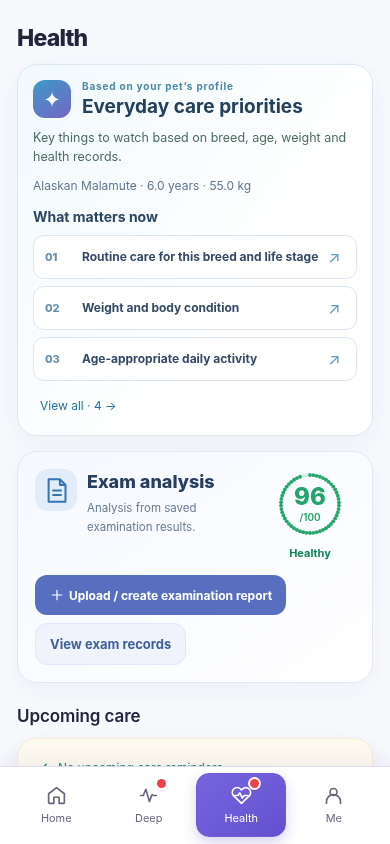 Health
Based on your pet's profile
Everyday care priorities
Key things to watch based on breed, age, weight and
health records.
Alaskan Malamute · 6.0 years · 55.0 kg
What matters now
01 Routine care for this breed and life stage
02 Weight and body condition
03 Age-appropriate daily activity
View all · 4 →
Exam analysis
Analysis from saved
examination results.
96
/100
Healthy
+ Upload / create examination report
View exam records
Upcoming care
No upcoming care reminders
Home Deep Health Me